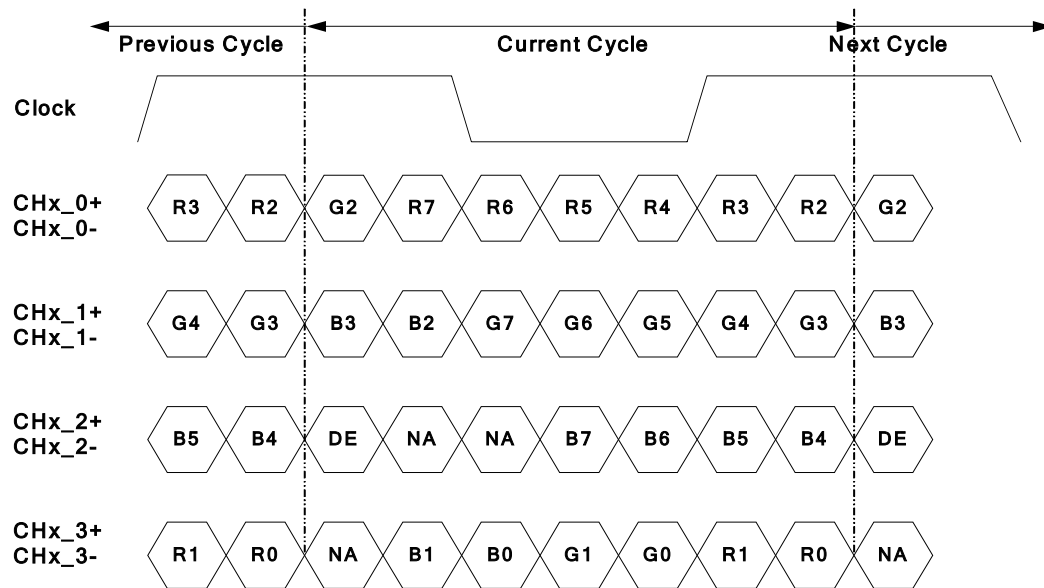 Previous Cycle Current Cycle Next Cycle
Clock
CHx_0+
CHx_0-
R3 R2 G2 R7 R6 R5 R4 R3 R2 G2
CHx_1+
CHx_1-
G4 G3 B3 B2 G7 G6 G5 G4 G3 B3
CHx_2+
CHx_2-
B5 B4 DE NA NA B7 B6 B5 B4 DE
CHx_3+
CHx_3-
R1 R0 NA B1 B0 G1 G0 R1 R0 NA